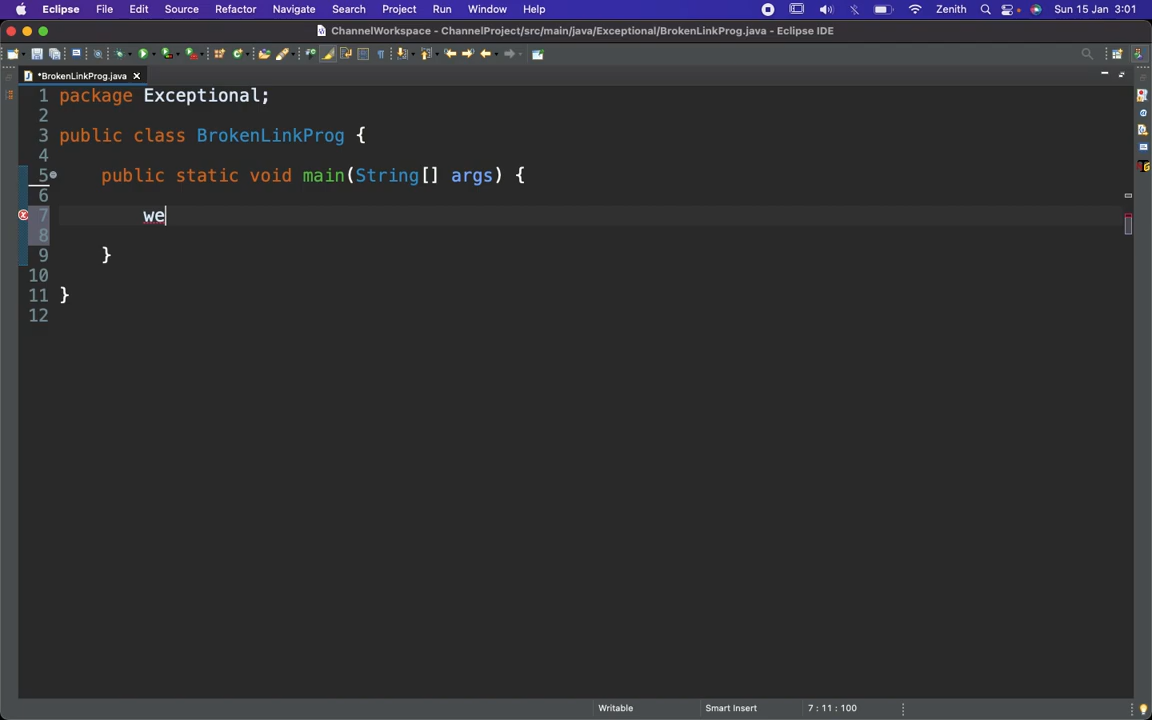 Eclipse File Edit Source Refactor Navigate Search Project Run Window Help Zenith Sun 15 Jan 3:01
ChannelWorkspace - ChannelProject/src/main/java/Exceptional/BrokenLinkProg.java - Eclipse IDE
*BrokenLinkProg.java
1 package Exceptional;
2
3 public class BrokenLinkProg {
4
5 public static void main(String[] args) {
6
7 we
8
9 }
10
11 }
12
Writable Smart Insert 7 : 11 : 100